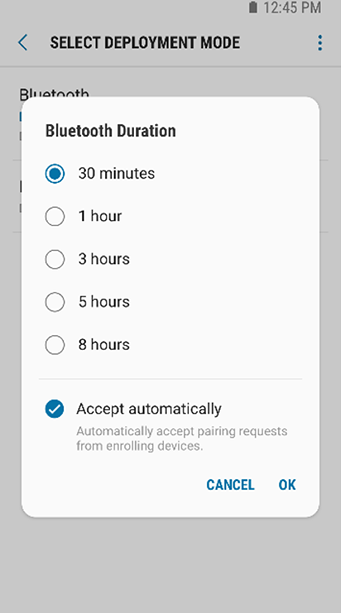 12:45 PM
SELECT DEPLOYMENT MODE
Bluetooth
Bluetooth Duration
30 minutes
1 hour
3 hours
5 hours
8 hours
Accept automatically
Automatically accept pairing requests
from enrolling devices.
CANCEL OK